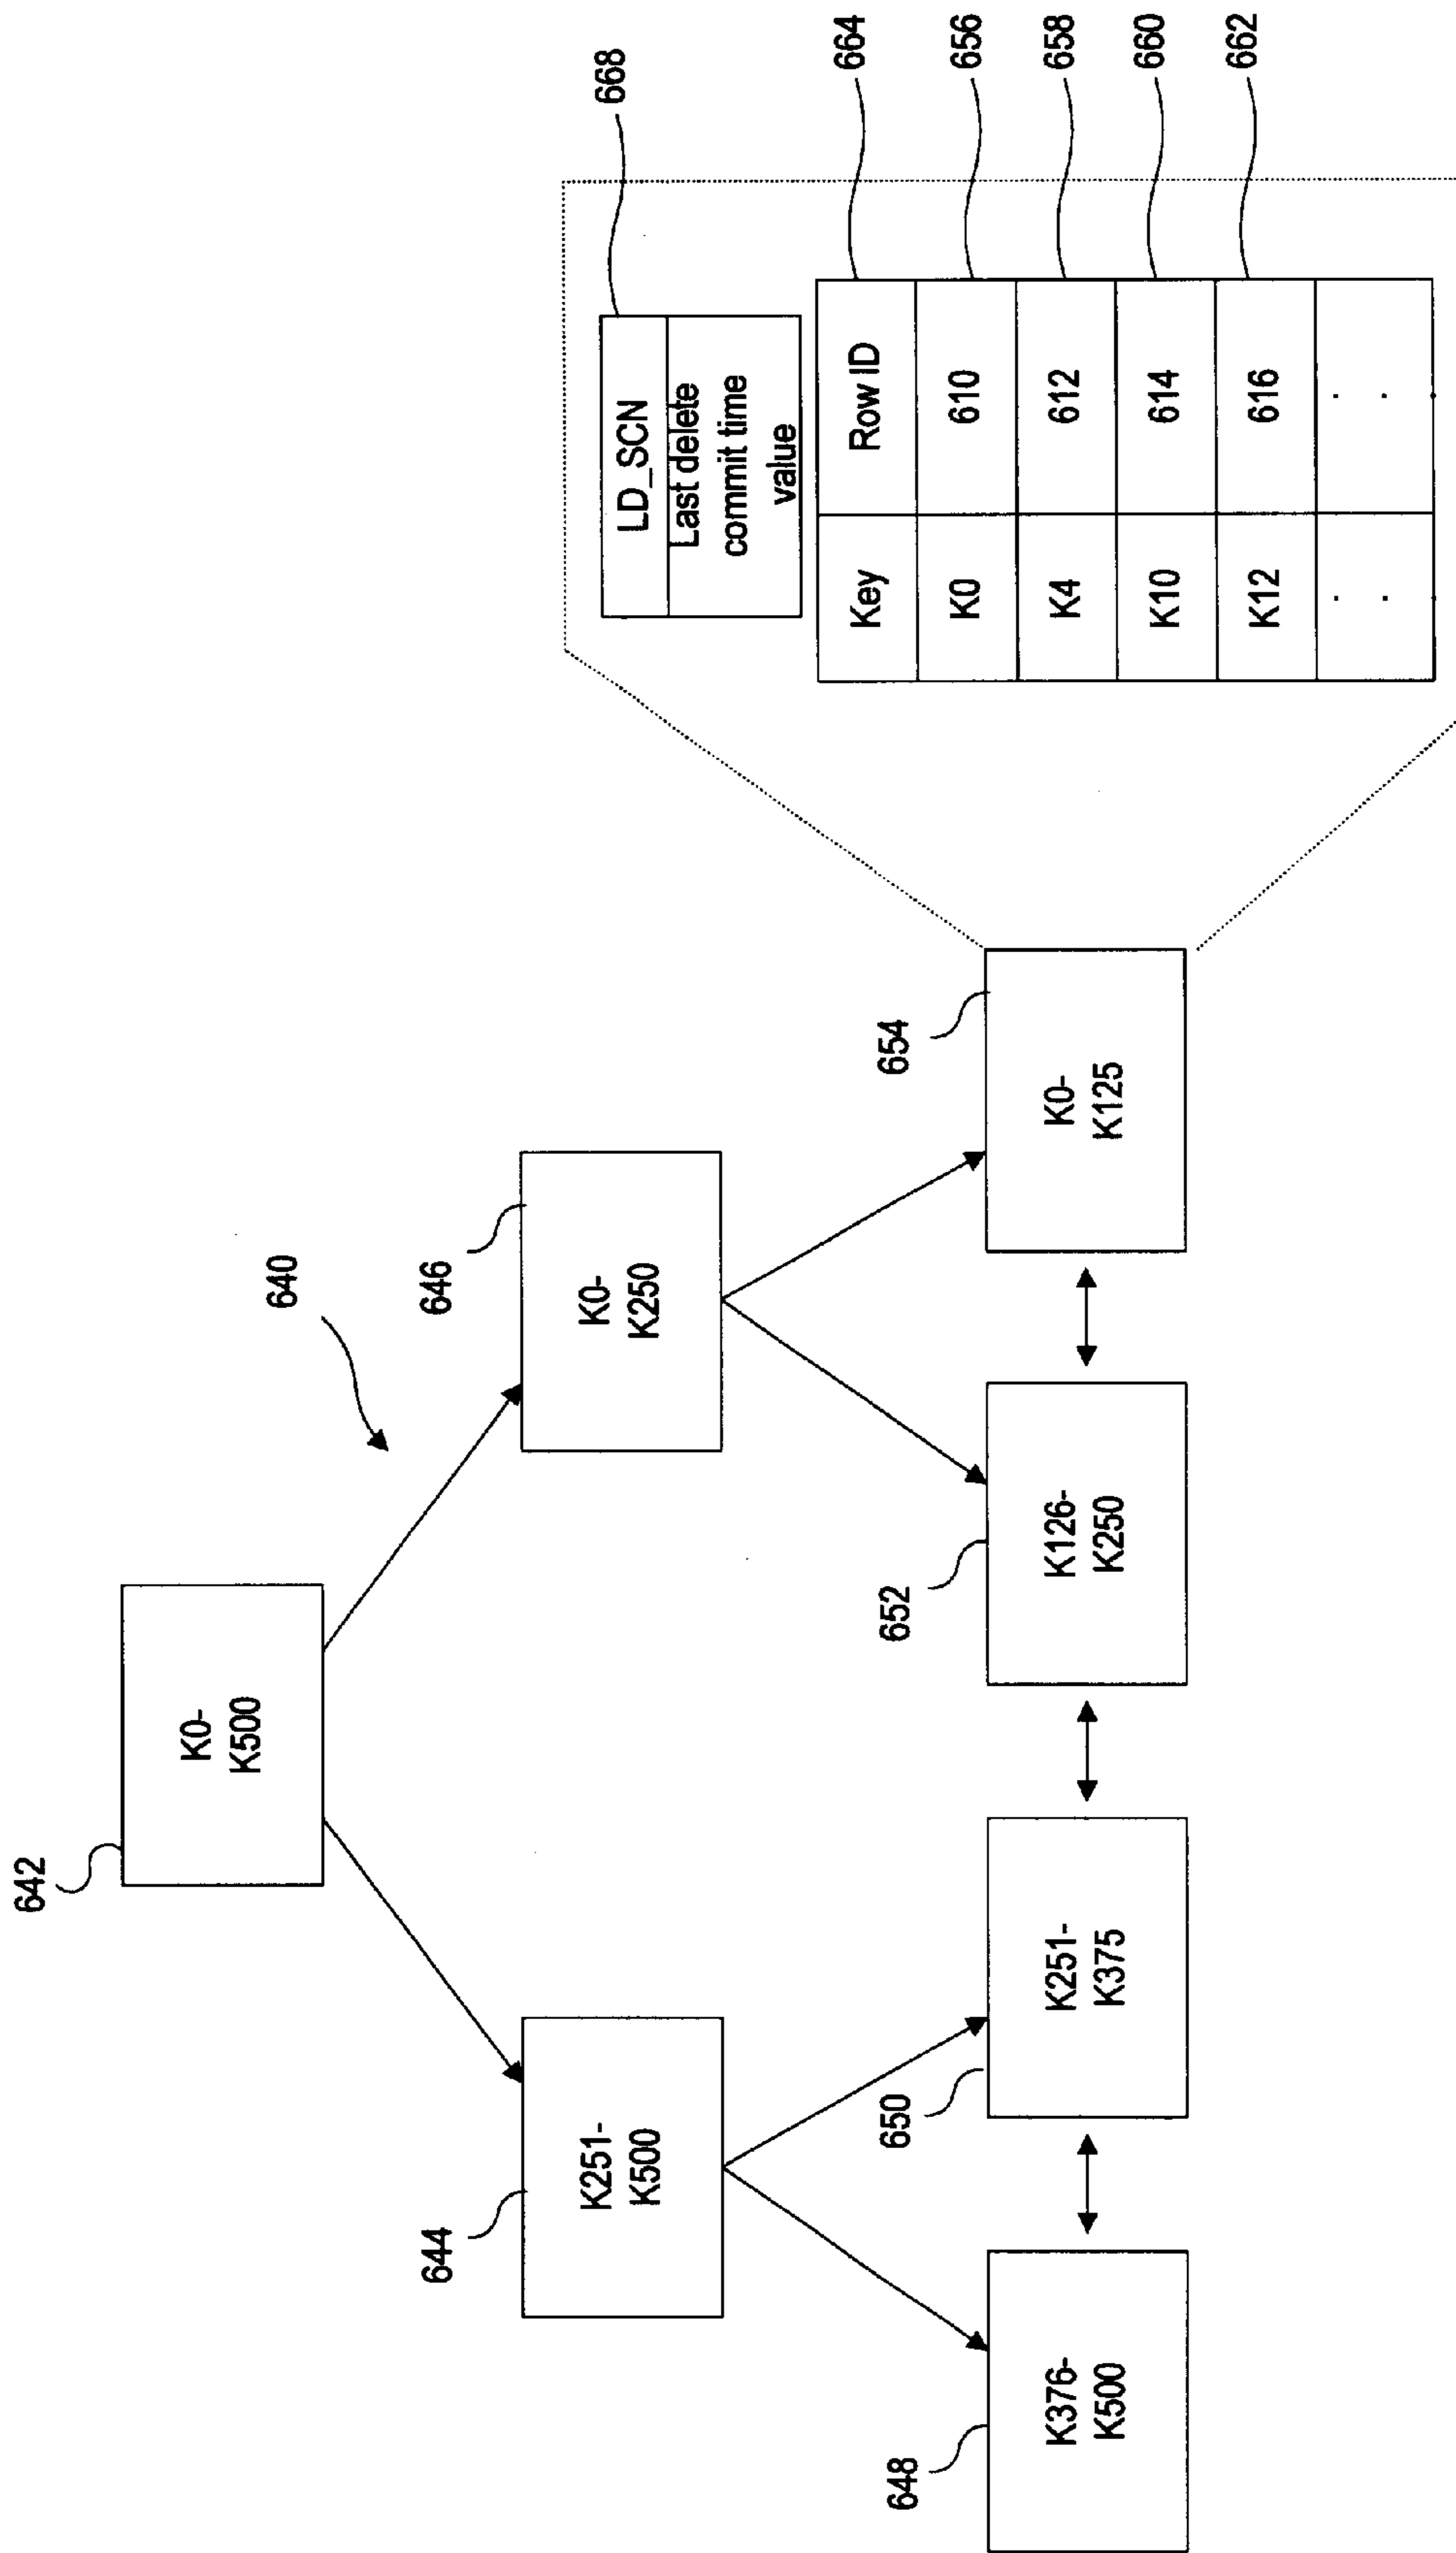 642
K0-
K500
640
644
K251-
K500
646
K0-
K250
648
K376-
K500
650
K251-
K375
652
K126-
K250
654
K0-
K125
668
LD_SCN
Last delete
commit time
value
Key Row ID 664
K0 610 656
K4 612 658
K10 614 660
K12 616 662
. .
. .
. .